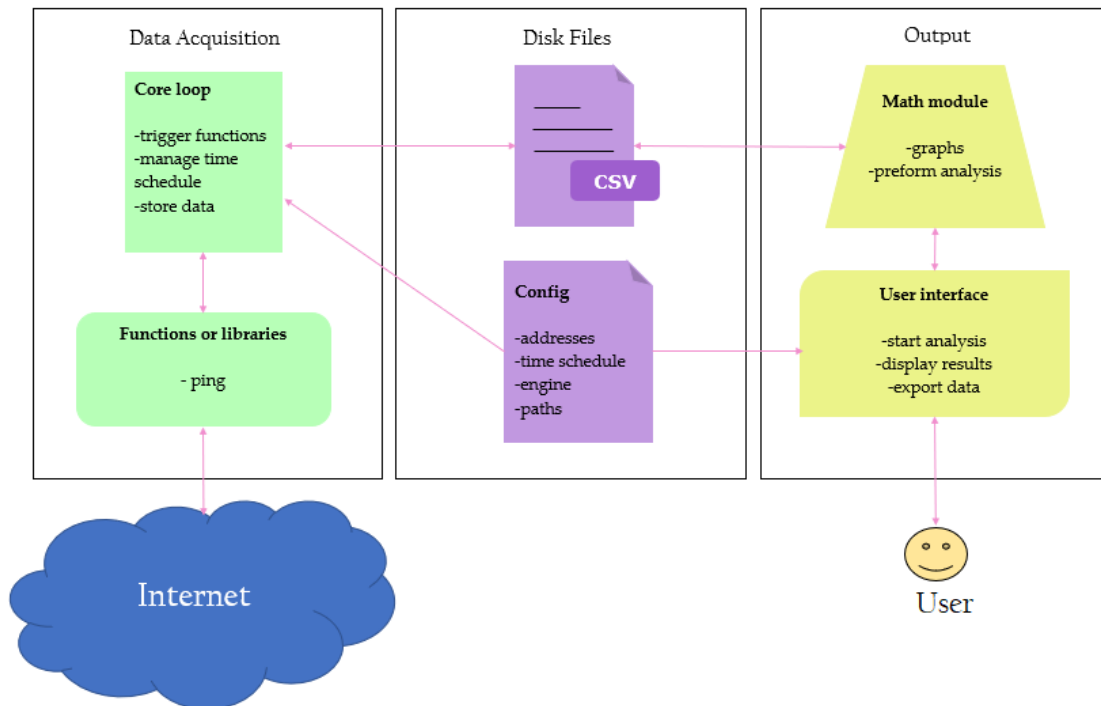 Data Acquisition
Core loop
-trigger functions
-manage time
schedule
-store data
Functions or libraries
- ping
Internet
Disk Files
CSV
Config
-addresses
-time schedule
-engine
-paths
Output
Math module
-graphs
-preform analysis
User interface
-start analysis
-display results
-export data
User